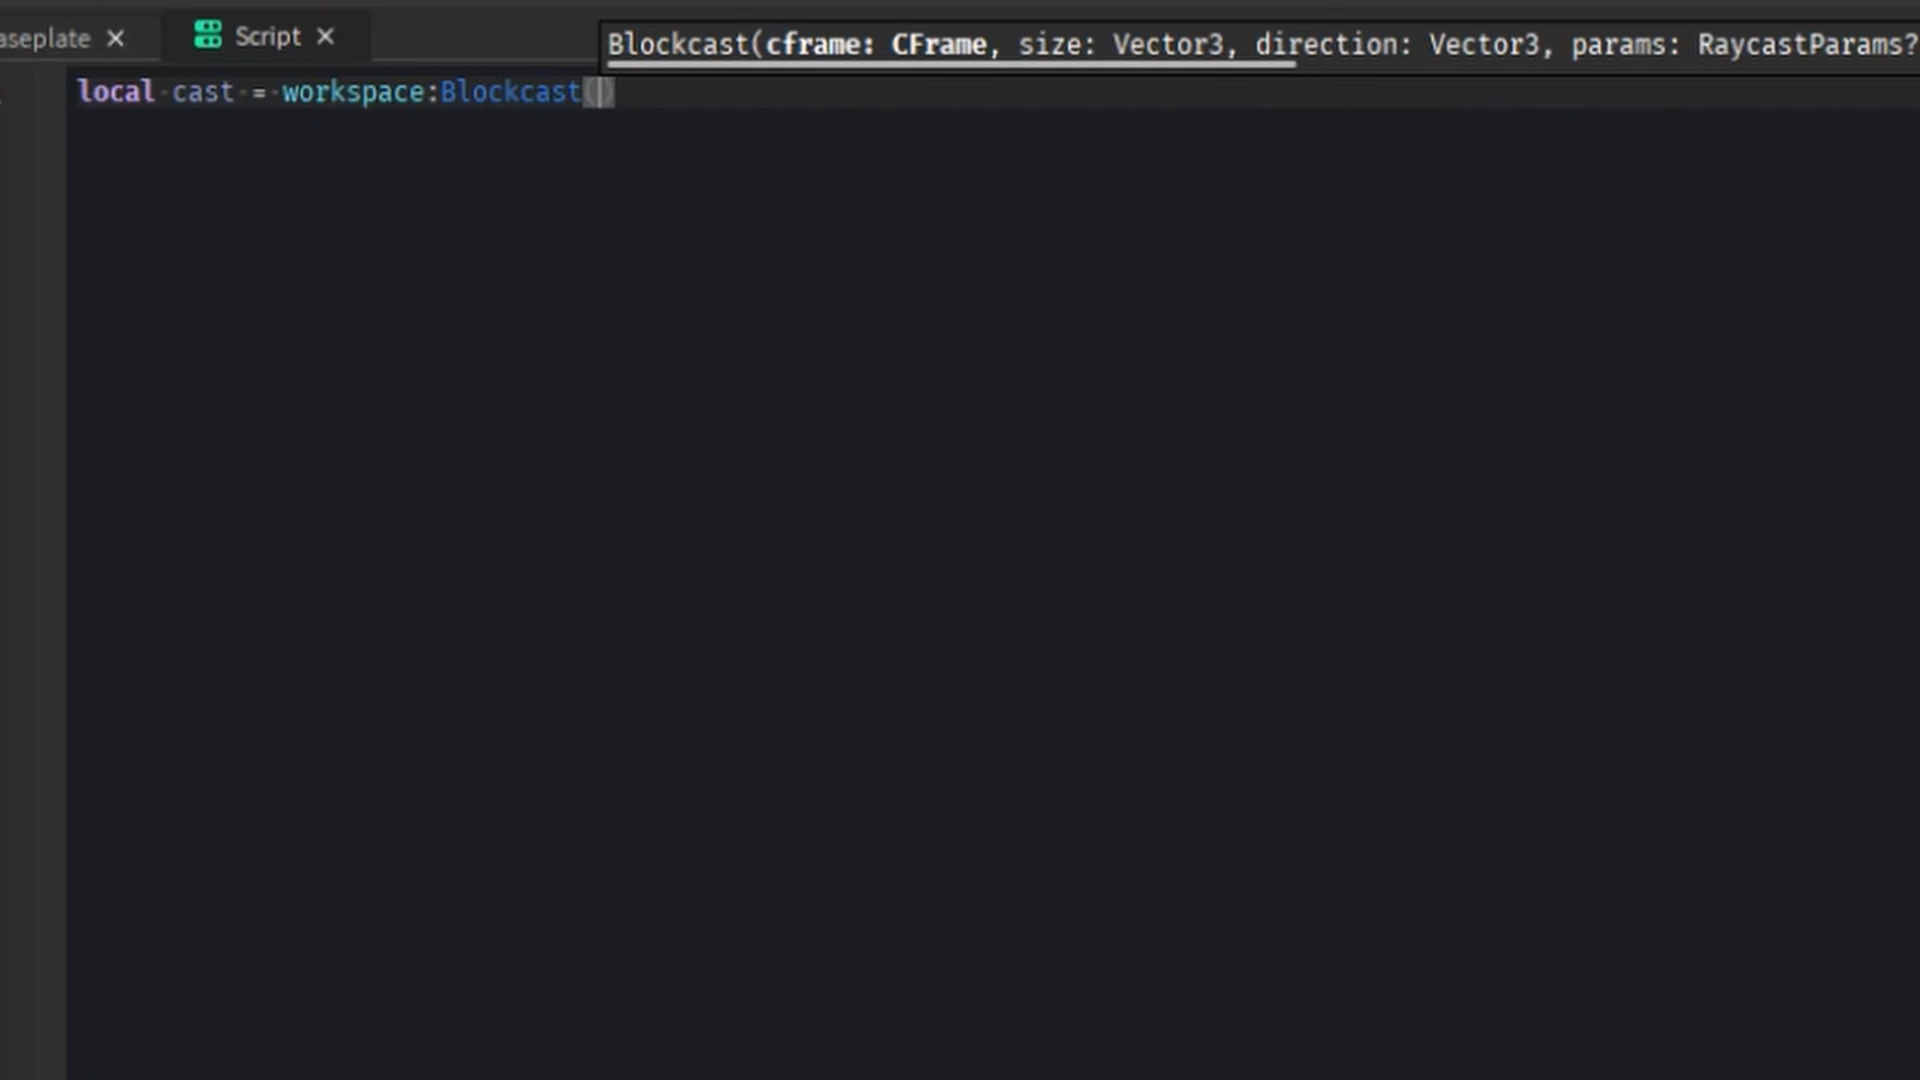 aseplate Script
Blockcast(cframe: CFrame, size: Vector3, direction: Vector3, params: RaycastParams?
local cast = workspace:Blockcast()